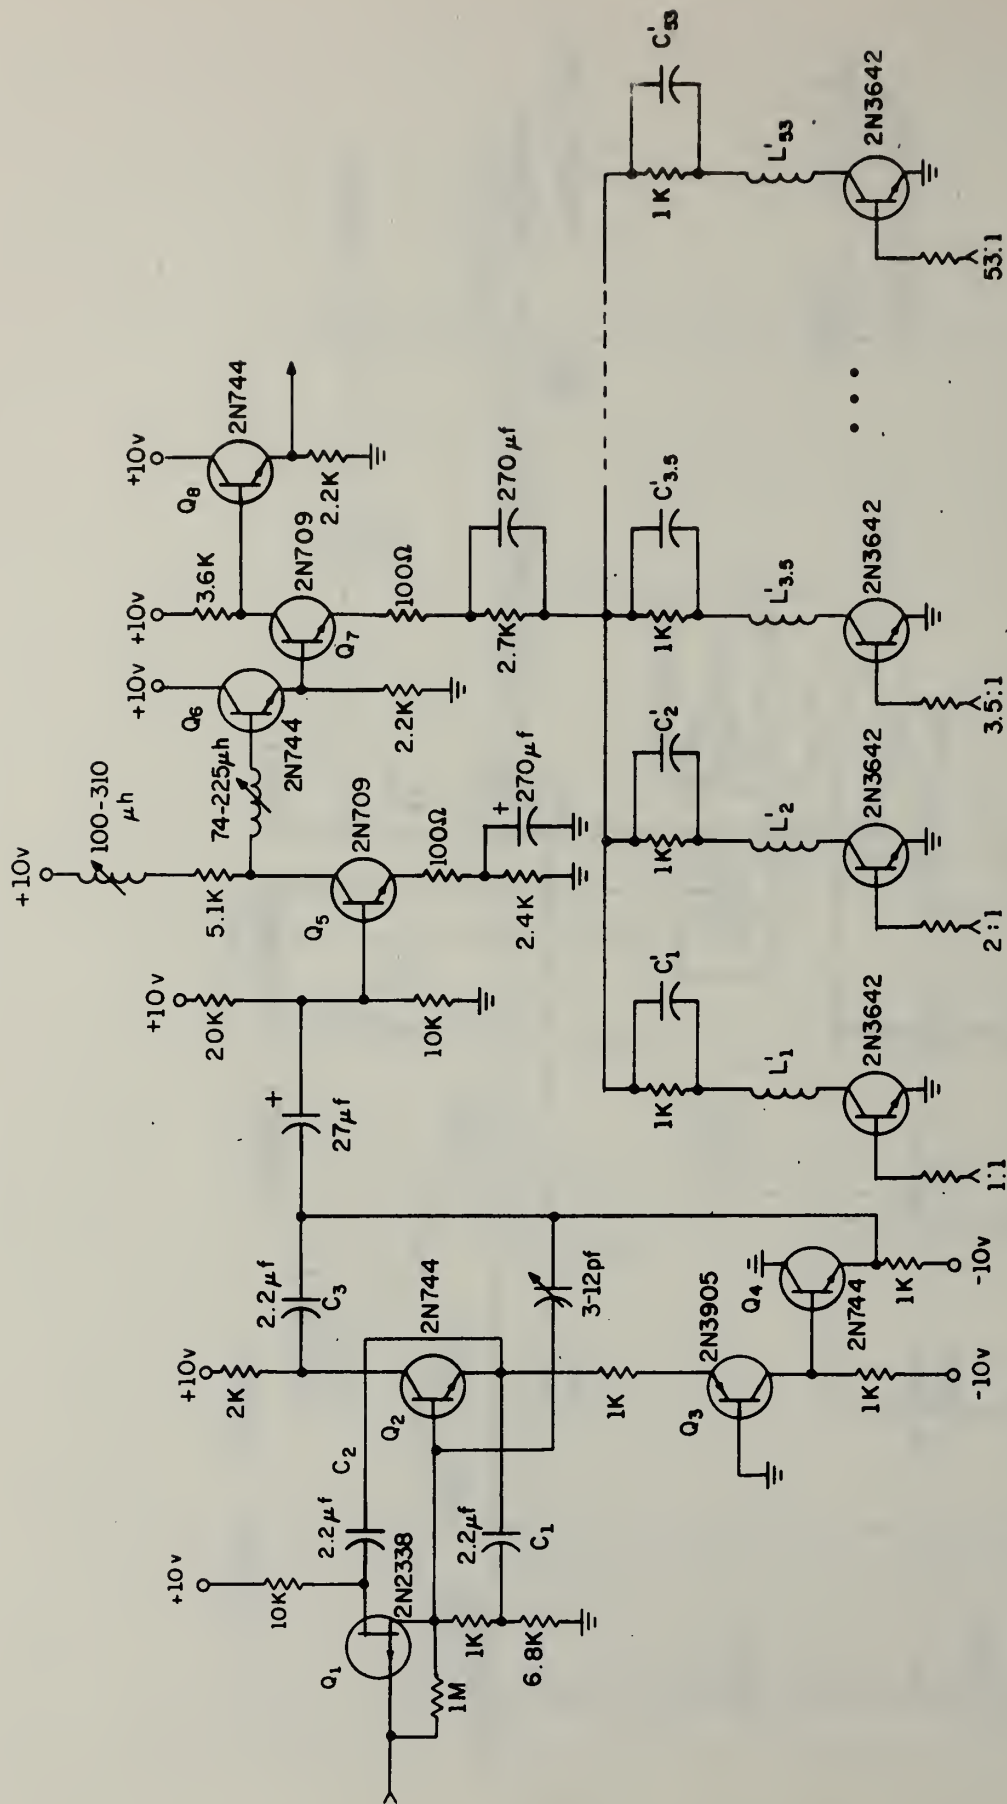 +10v
10K
Q₁
2N2338
1M
1K
6.8K
2.2μf
C₂
2.2μf
C₁
+10v
2K
2.2μf
C₃
Q₂
2N744
3-12pf
1K
Q₃
2N3905
1K
-10v
Q₄
2N744
1K
-10v
+
27μf
+10v
20K
10K
+10v
100-310
μh
5.1K
Q₅
2N709
100Ω
2.4K
+
270μf
74-225μh
+10v
Q₆
2N744
2.2K
+10v
3.6K
Q₇
2N709
100Ω
2.7K
270μf
+10v
Q₈
2N744
2.2K
1K
C'₁
L'₁
2N3642
1:1
1K
C'₂
L'₂
2N3642
2:1
1K
C'₃.₅
L'₃.₅
2N3642
3.5:1
• • •
1K
C'₅₃
L'₅₃
2N3642
53:1